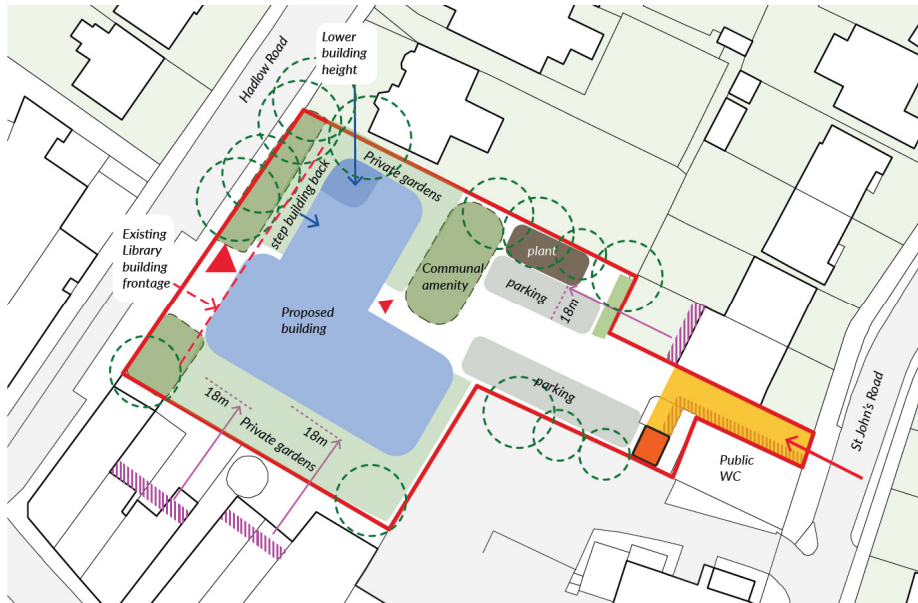 Hadlow Road
Lower
building
height
Private gardens
step building back
Existing
Library
building
frontage
plant
Communal
amenity
parking
18m
Proposed
building
parking
18m
18m
Private gardens
Public
WC
St John's Road